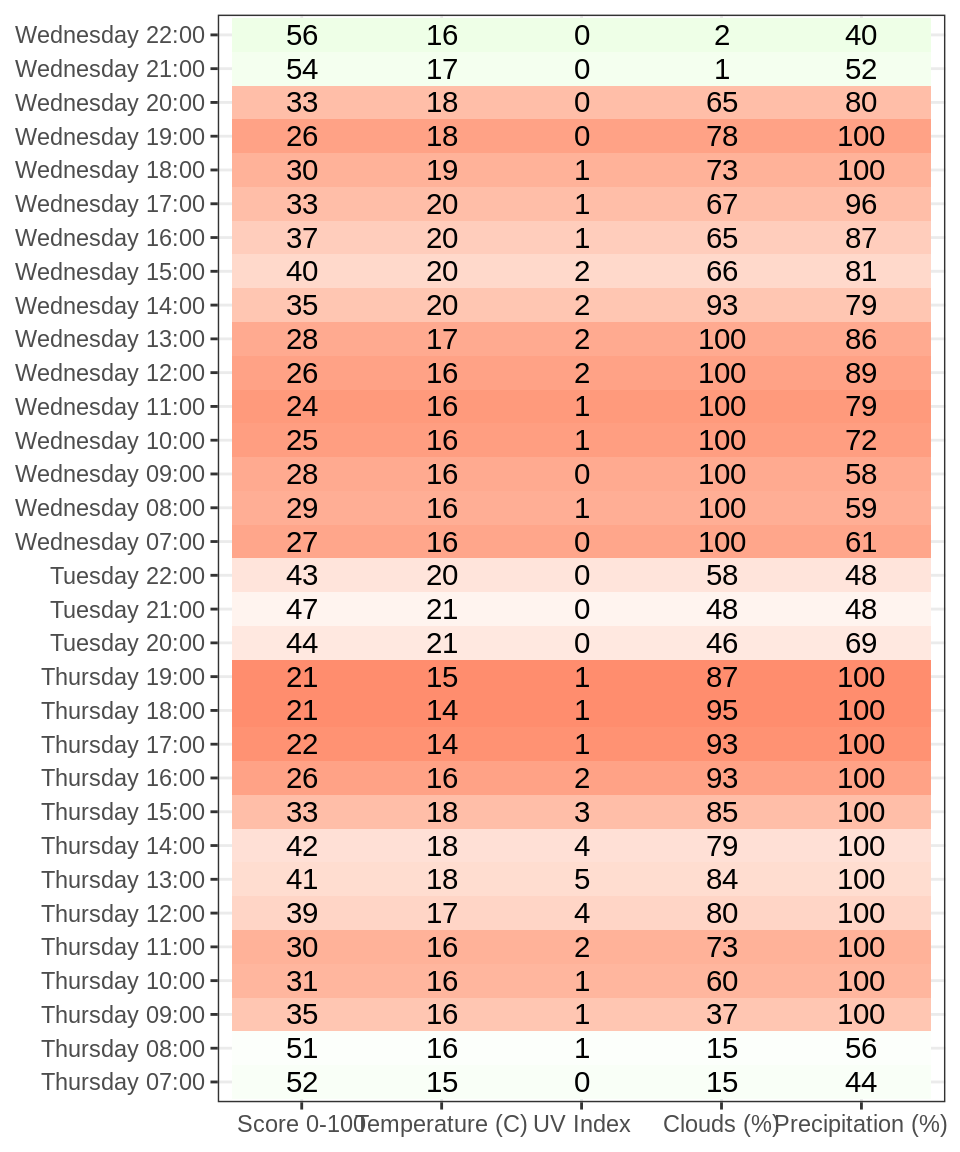 Wednesday 22:00 56 16 0 2 40
Wednesday 21:00 54 17 0 1 52
Wednesday 20:00 33 18 0 65 80
Wednesday 19:00 26 18 0 78 100
Wednesday 18:00 30 19 1 73 100
Wednesday 17:00 33 20 1 67 96
Wednesday 16:00 37 20 1 65 87
Wednesday 15:00 40 20 2 66 81
Wednesday 14:00 35 20 2 93 79
Wednesday 13:00 28 17 2 100 86
Wednesday 12:00 26 16 2 100 89
Wednesday 11:00 24 16 1 100 79
Wednesday 10:00 25 16 1 100 72
Wednesday 09:00 28 16 0 100 58
Wednesday 08:00 29 16 1 100 59
Wednesday 07:00 27 16 0 100 61
Tuesday 22:00 43 20 0 58 48
Tuesday 21:00 47 21 0 48 48
Tuesday 20:00 44 21 0 46 69
Thursday 19:00 21 15 1 87 100
Thursday 18:00 21 14 1 95 100
Thursday 17:00 22 14 1 93 100
Thursday 16:00 26 16 2 93 100
Thursday 15:00 33 18 3 85 100
Thursday 14:00 42 18 4 79 100
Thursday 13:00 41 18 5 84 100
Thursday 12:00 39 17 4 80 100
Thursday 11:00 30 16 2 73 100
Thursday 10:00 31 16 1 60 100
Thursday 09:00 35 16 1 37 100
Thursday 08:00 51 16 1 15 56
Thursday 07:00 52 15 0 15 44
Score 0-100 Temperature (C) UV Index Clouds (%) Precipitation (%)